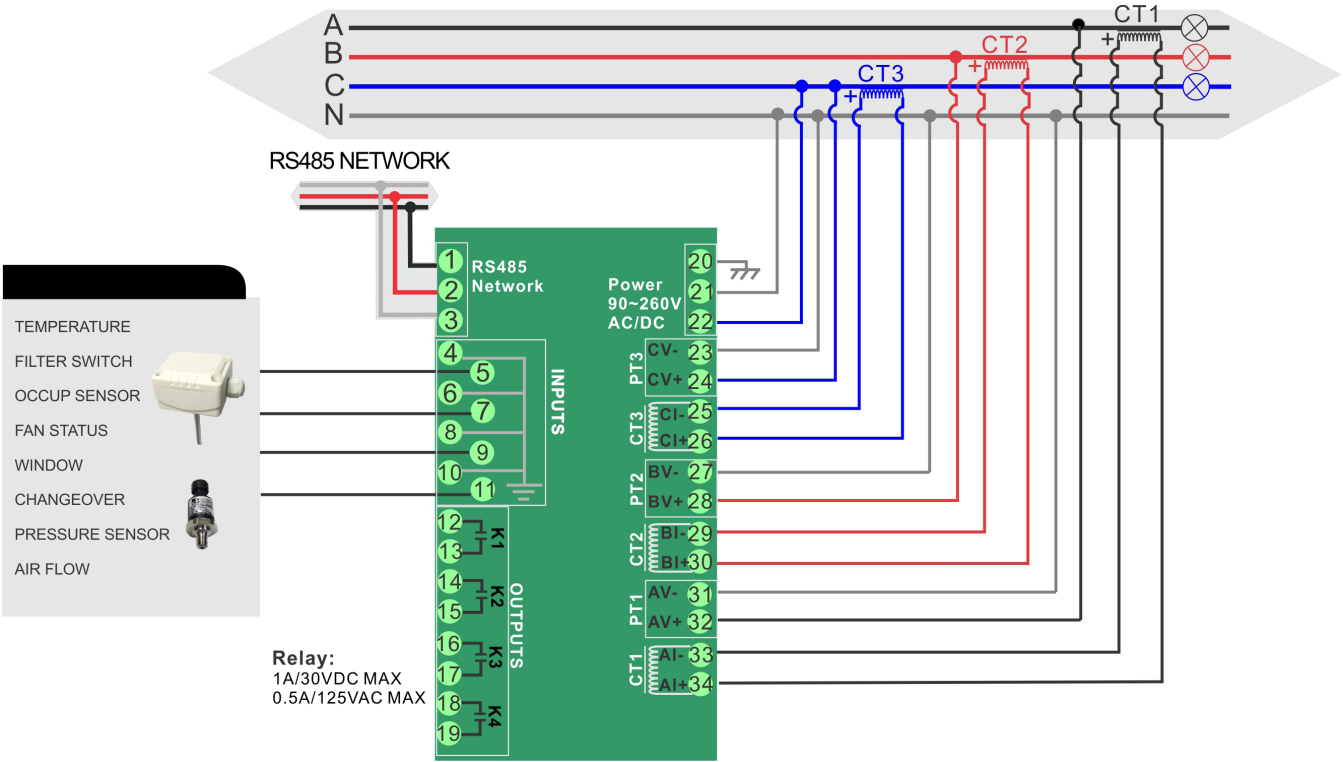 A
CT1
+
B
CT2
+
C
CT3
+
N
RS485 NETWORK
TEMPERATURE
FILTER SWITCH
OCCUP SENSOR
FAN STATUS
WINDOW
CHANGEOVER
PRESSURE SENSOR
AIR FLOW
1
2
3
RS485
Network
4
5
6
7
8
9
10
11
INPUTS
12
13
K1
14
15
K2
16
17
K3
18
19
K4
OUTPUTS
Relay:
1A/30VDC MAX
0.5A/125VAC MAX
Power
90~260V
AC/DC
20
21
22
PT3
CV- 23
CV+ 24
CT3
CI- 25
CI+ 26
PT2
BV- 27
BV+ 28
CT2
BI- 29
BI+ 30
PT1
AV- 31
AV+ 32
CT1
AI- 33
AI+ 34